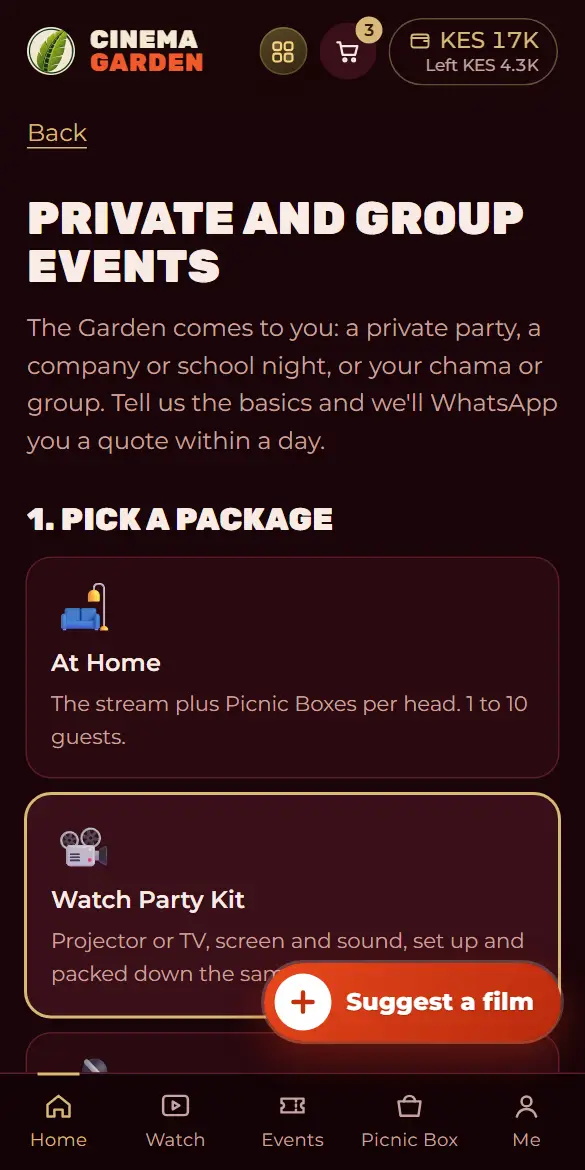 CINEMA
GARDEN
3
KES 17K
Left KES 4.3K
Back
PRIVATE AND GROUP
EVENTS
The Garden comes to you: a private party, a
company or school night, or your chama or
group. Tell us the basics and we'll WhatsApp
you a quote within a day.
1. PICK A PACKAGE
At Home
The stream plus Picnic Boxes per head. 1 to 10
guests.
Watch Party Kit
Projector or TV, screen and sound, set up and
packed down the
Suggest a film
Home
Watch
Events
Picnic Box
Me